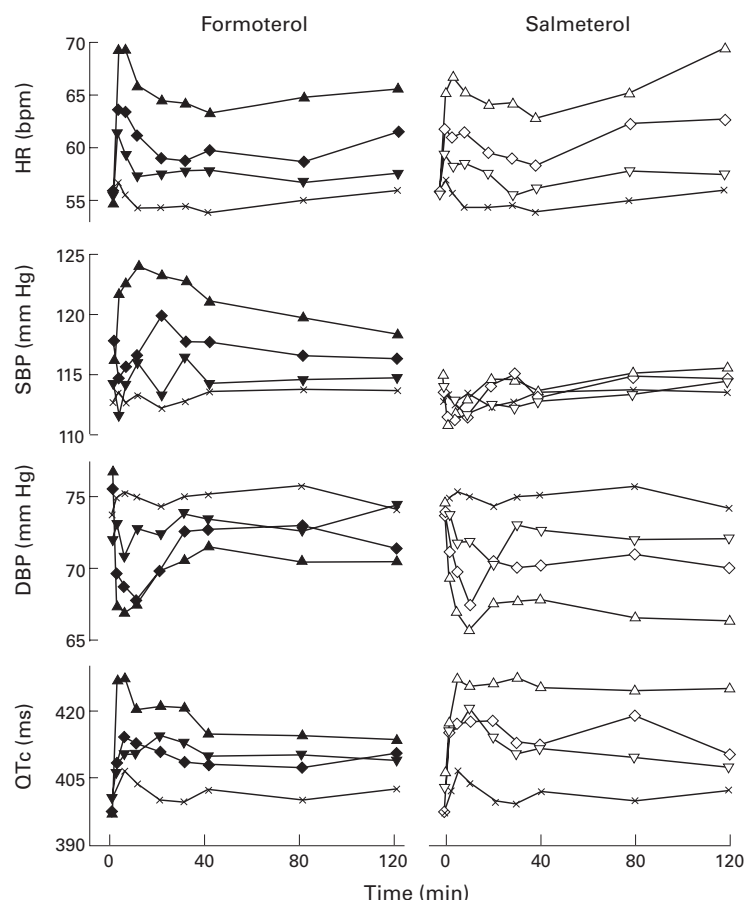 Formoterol Salmeterol
70
65
60
55
HR (bpm)
125
120
115
110
SBP (mm Hg)
75
70
65
DBP (mm Hg)
420
405
390
QTc (ms)
0 40 80 120 0 40 80 120
Time (min)